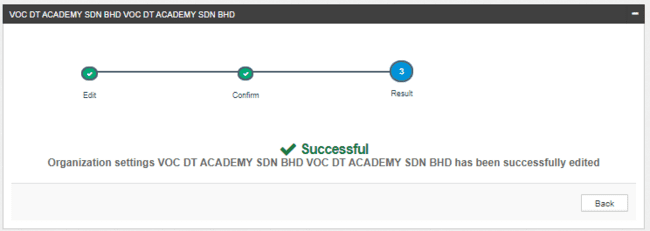 VOC DT ACADEMY SDN BHD VOC DT ACADEMY SDN BHD
3
Edit
Confirm
Result
Successful
Organization settings VOC DT ACADEMY SDN BHD VOC DT ACADEMY SDN BHD has been successfully edited
Back